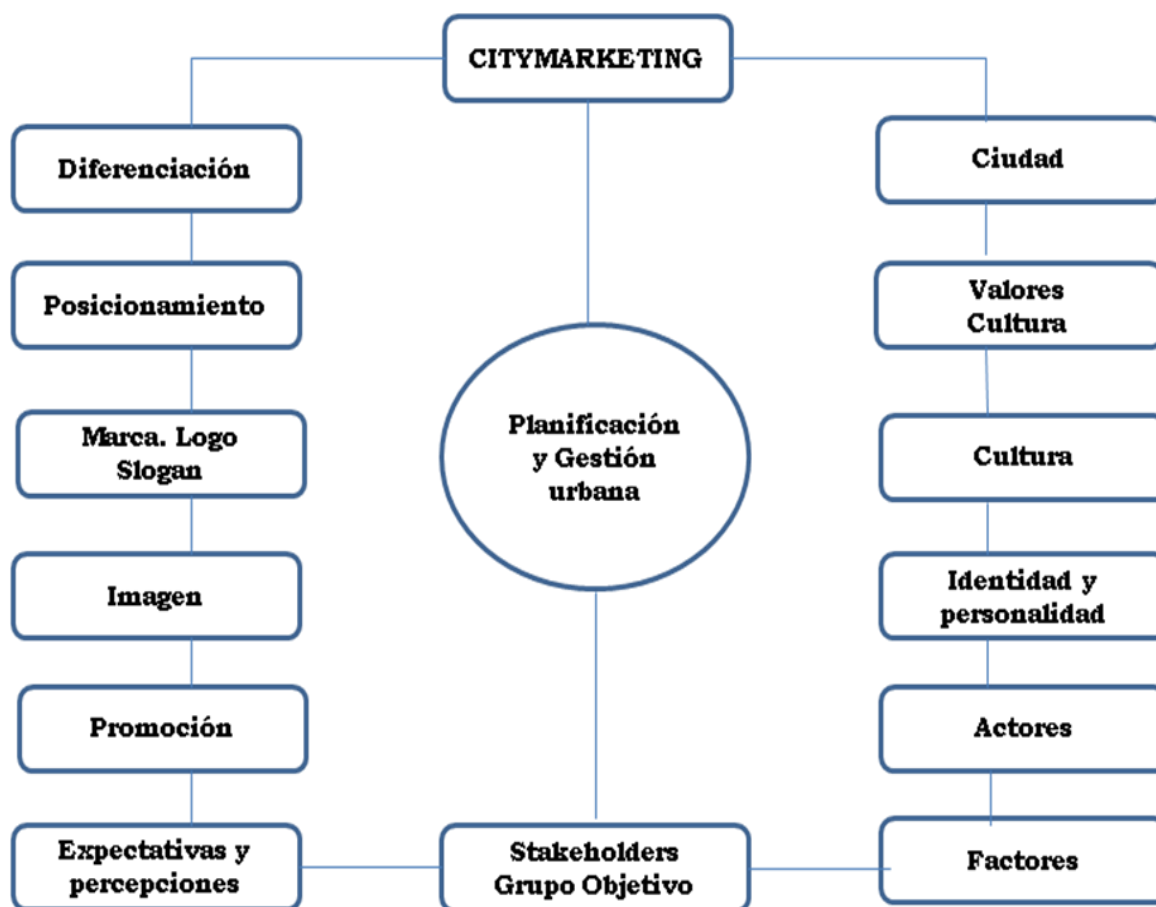 CITYMARKETING
Diferenciación
Posicionamiento
Marca. Logo
Slogan
Imagen
Promoción
Expectativas y
percepciones
Planificación
y Gestión
urbana
Stakeholders
Grupo Objetivo
Ciudad
Valores
Cultura
Cultura
Identidad y
personalidad
Actores
Factores